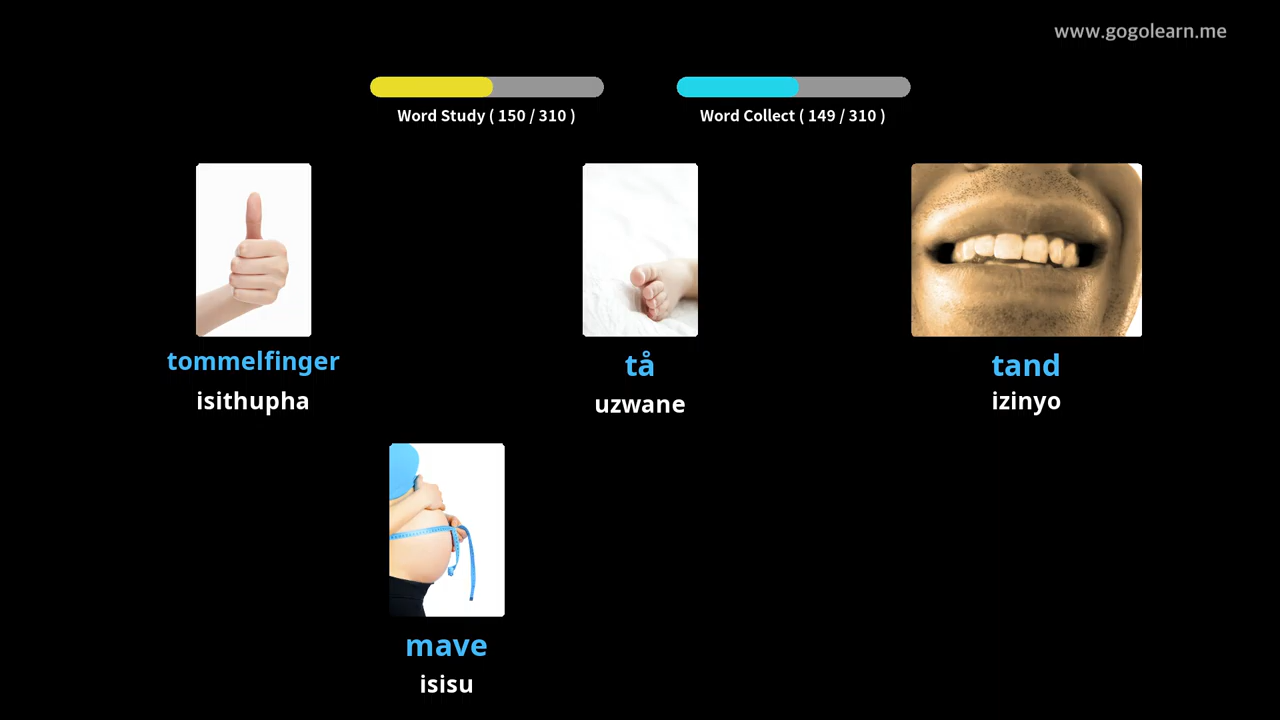 www.gogolearn.me
Word Study ( 150 / 310 )
Word Collect ( 149 / 310 )
tommelfinger
isithupha
tå
uzwane
tand
izinyo
mave
isisu